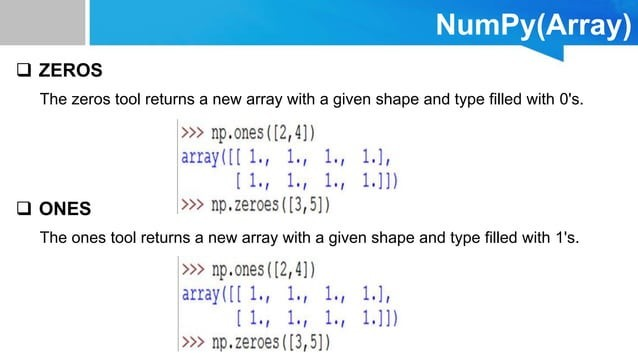 NumPy(Array)
❑ ZEROS
The zeros tool returns a new array with a given shape and type filled with 0's.
>>> np.ones([2,4])
array([[ 1., 1., 1., 1.],
[ 1., 1., 1., 1.]])
>>> np.zeroes([3,5])
❑ ONES
The ones tool returns a new array with a given shape and type filled with 1's.
>>> np.ones([2,4])
array([[ 1., 1., 1., 1.],
[ 1., 1., 1., 1.]])
>>> np.zeroes([3,5])